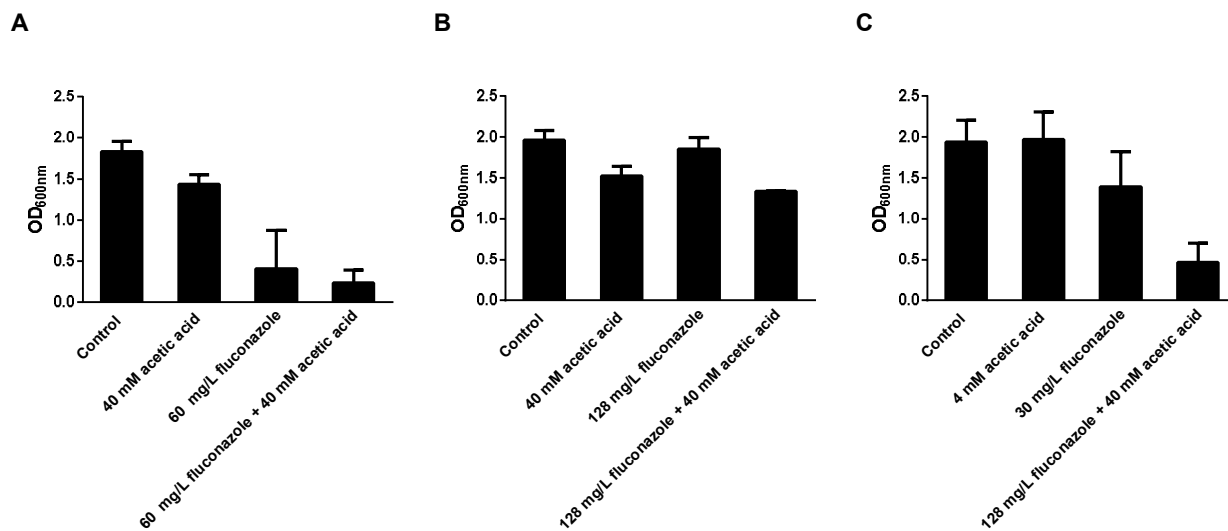 A
B
C
OD600nm
2.5
2.0
1.5
1.0
0.5
0.0
Control
40 mM acetic acid
60 mg/L fluconazole
60 mg/L fluconazole + 40 mM acetic acid
OD600nm
2.5
2.0
1.5
1.0
0.5
0.0
Control
40 mM acetic acid
128 mg/L fluconazole
128 mg/L fluconazole + 40 mM acetic acid
OD600nm
2.5
2.0
1.5
1.0
0.5
0.0
Control
4 mM acetic acid
30 mg/L fluconazole
128 mg/L fluconazole + 40 mM acetic acid